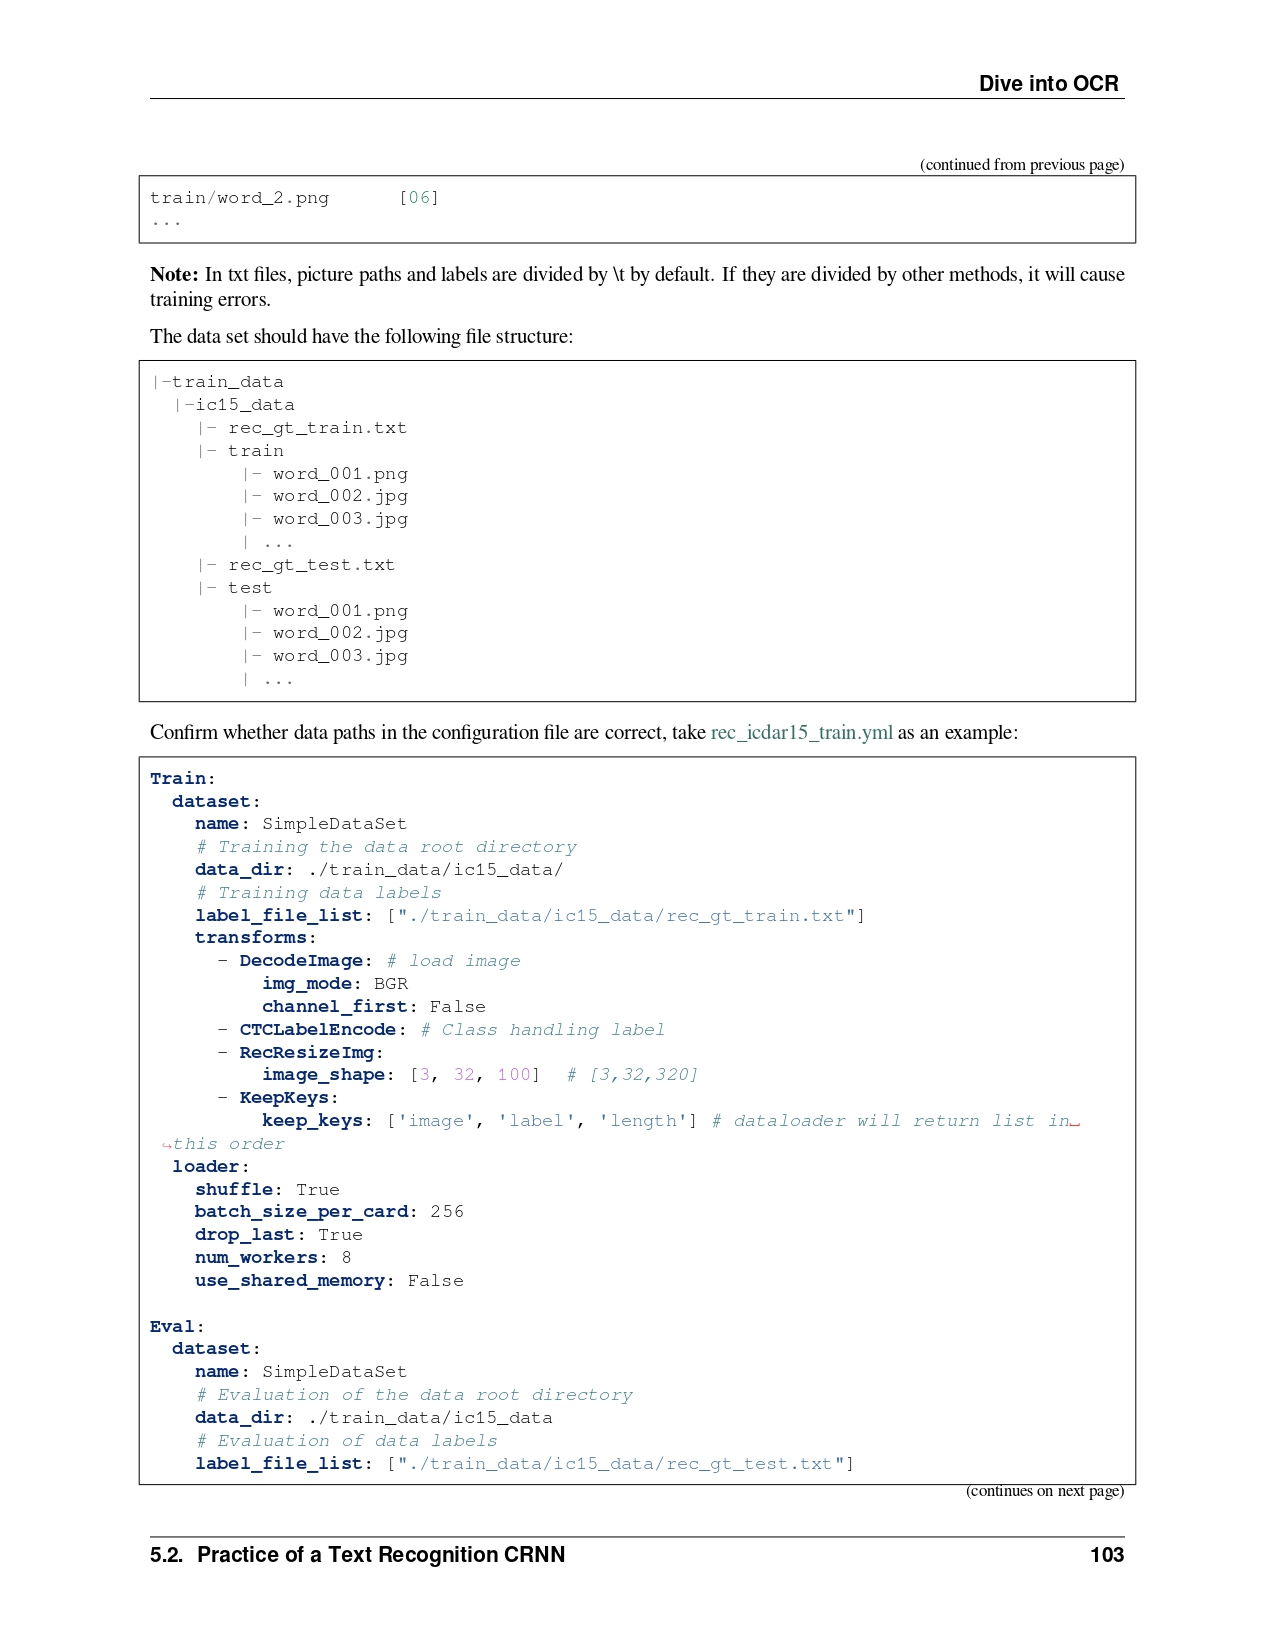 Dive into OCR
(continued from previous page)
train/word_2.png      [06]
...
Note: In txt files, picture paths and labels are divided by \t by default. If they are divided by other methods, it will cause
training errors.
The data set should have the following file structure:
|-train_data
  |-ic15_data
    |- rec_gt_train.txt
    |- train
        |- word_001.png
        |- word_002.jpg
        |- word_003.jpg
        | ...
    |- rec_gt_test.txt
    |- test
        |- word_001.png
        |- word_002.jpg
        |- word_003.jpg
        | ...
Confirm whether data paths in the configuration file are correct, take rec_icdar15_train.yml as an example:
Train:
  dataset:
    name: SimpleDataSet
    # Training the data root directory
    data_dir: ./train_data/ic15_data/
    # Training data labels
    label_file_list: ["./train_data/ic15_data/rec_gt_train.txt"]
    transforms:
      - DecodeImage: # load image
          img_mode: BGR
          channel_first: False
      - CTCLabelEncode: # Class handling label
      - RecResizeImg:
          image_shape: [3, 32, 100]  # [3,32,320]
      - KeepKeys:
          keep_keys: ['image', 'label', 'length'] # dataloader will return list in␣
 ↪this order
  loader:
    shuffle: True
    batch_size_per_card: 256
    drop_last: True
    num_workers: 8
    use_shared_memory: False
Eval:
  dataset:
    name: SimpleDataSet
    # Evaluation of the data root directory
    data_dir: ./train_data/ic15_data
    # Evaluation of data labels
    label_file_list: ["./train_data/ic15_data/rec_gt_test.txt"]
(continues on next page)
5.2. Practice of a Text Recognition CRNN 103